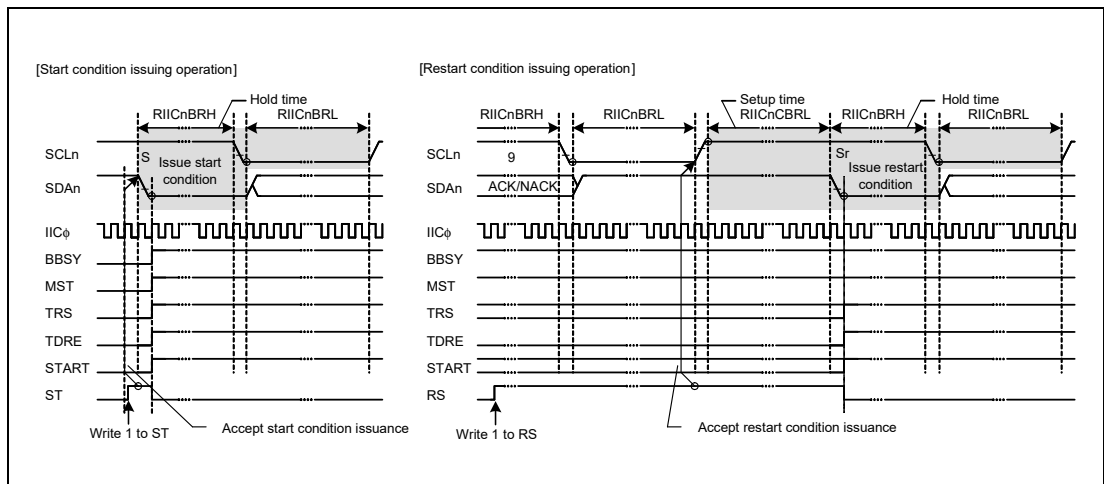 [Start condition issuing operation]
[Restart condition issuing operation]
Hold time
Setup time
Hold time
RIICnBRH
RIICnBRL
RIICnBRH
RIICnBRL
RIICnCBRL
RIICnBRH
RIICnBRL
SCLn
S
Issue start
condition
SCLn
9
Sr
Issue restart
condition
SDAn
SDAn
ACK/NACK
IICϕ
IICϕ
BBSY
BBSY
MST
MST
TRS
TRS
TDRE
TDRE
START
START
ST
RS
Write 1 to ST
Accept start condition issuance
Write 1 to RS
Accept restart condition issuance